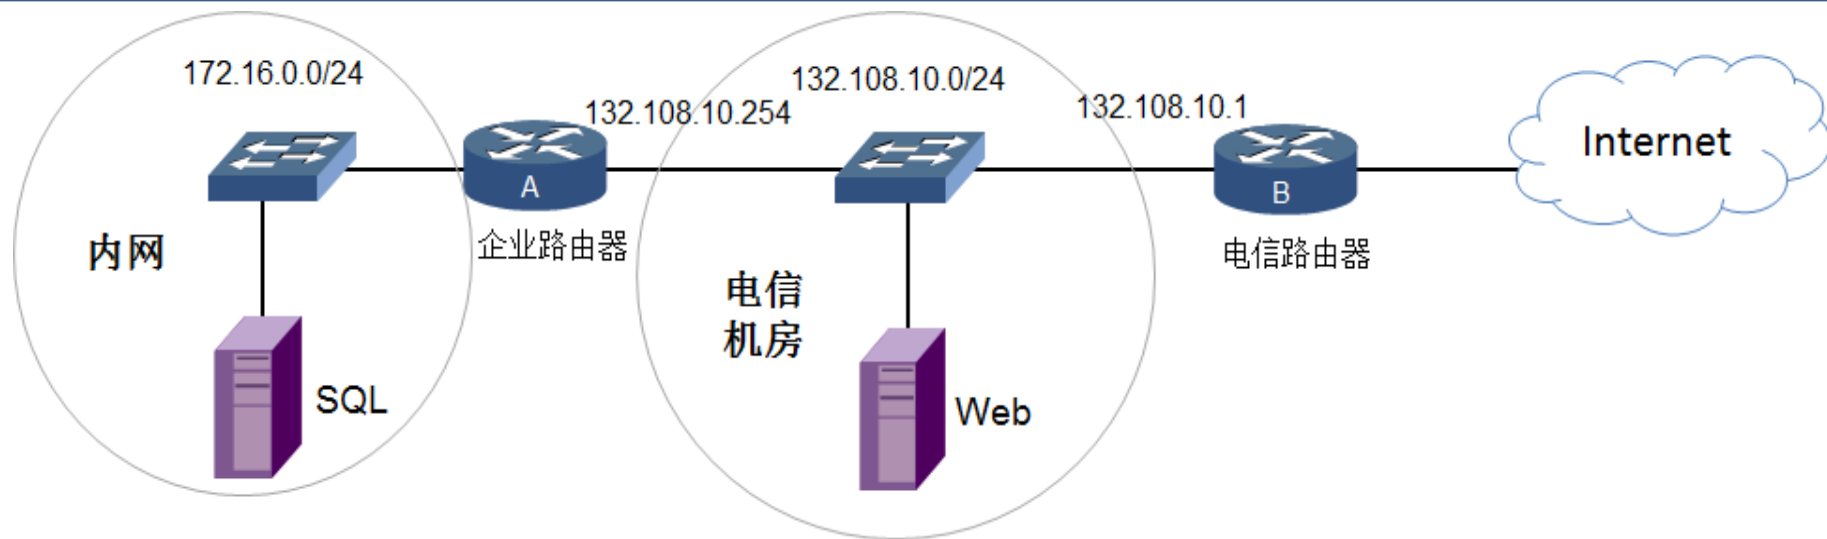 172.16.0.0/24
132.108.10.254
132.108.10.0/24
132.108.10.1
Internet
A
B
企业路由器
电信路由器
内网
电信
机房
SQL
Web